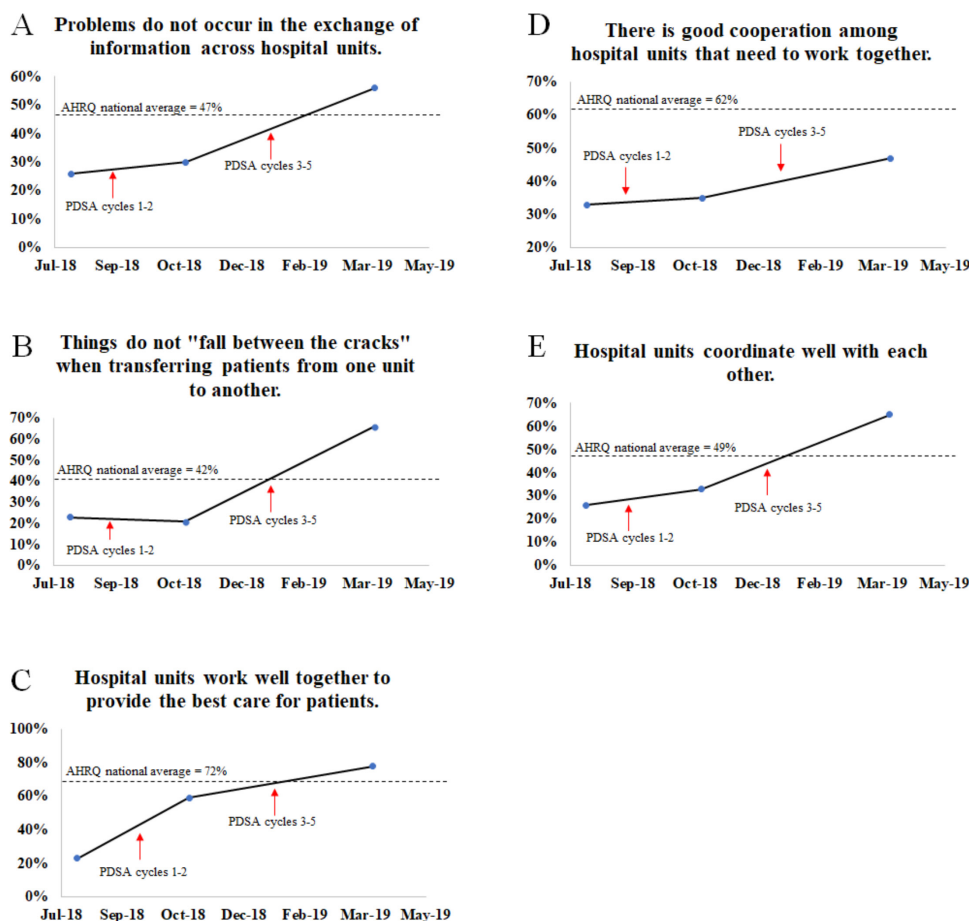 A
Problems do not occur in the exchange of
information across hospital units.
60%
50%
40%
30%
20%
10%
0%
AHRQ national average = 47%
PDSA cycles 1-2
PDSA cycles 3-5
Jul-18 Sep-18 Oct-18 Dec-18 Feb-19 Mar-19 May-19
B
Things do not "fall between the cracks"
when transferring patients from one unit
to another.
70%
60%
50%
40%
30%
20%
10%
0%
AHRQ national average = 42%
PDSA cycles 1-2
PDSA cycles 3-5
Jul-18 Sep-18 Oct-18 Dec-18 Feb-19 Mar-19 May-19
C
Hospital units work well together to
provide the best care for patients.
100%
80%
60%
40%
20%
0%
AHRQ national average = 72%
PDSA cycles 1-2
PDSA cycles 3-5
Jul-18 Sep-18 Oct-18 Dec-18 Feb-19 Mar-19 May-19
D
There is good cooperation among
hospital units that need to work together.
70%
60%
50%
40%
30%
20%
AHRQ national average = 62%
PDSA cycles 1-2
PDSA cycles 3-5
Jul-18 Sep-18 Oct-18 Dec-18 Feb-19 Mar-19 May-19
E
Hospital units coordinate well with each
other.
70%
60%
50%
40%
30%
20%
10%
0%
AHRQ national average = 49%
PDSA cycles 1-2
PDSA cycles 3-5
Jul-18 Sep-18 Oct-18 Dec-18 Feb-19 Mar-19 May-19